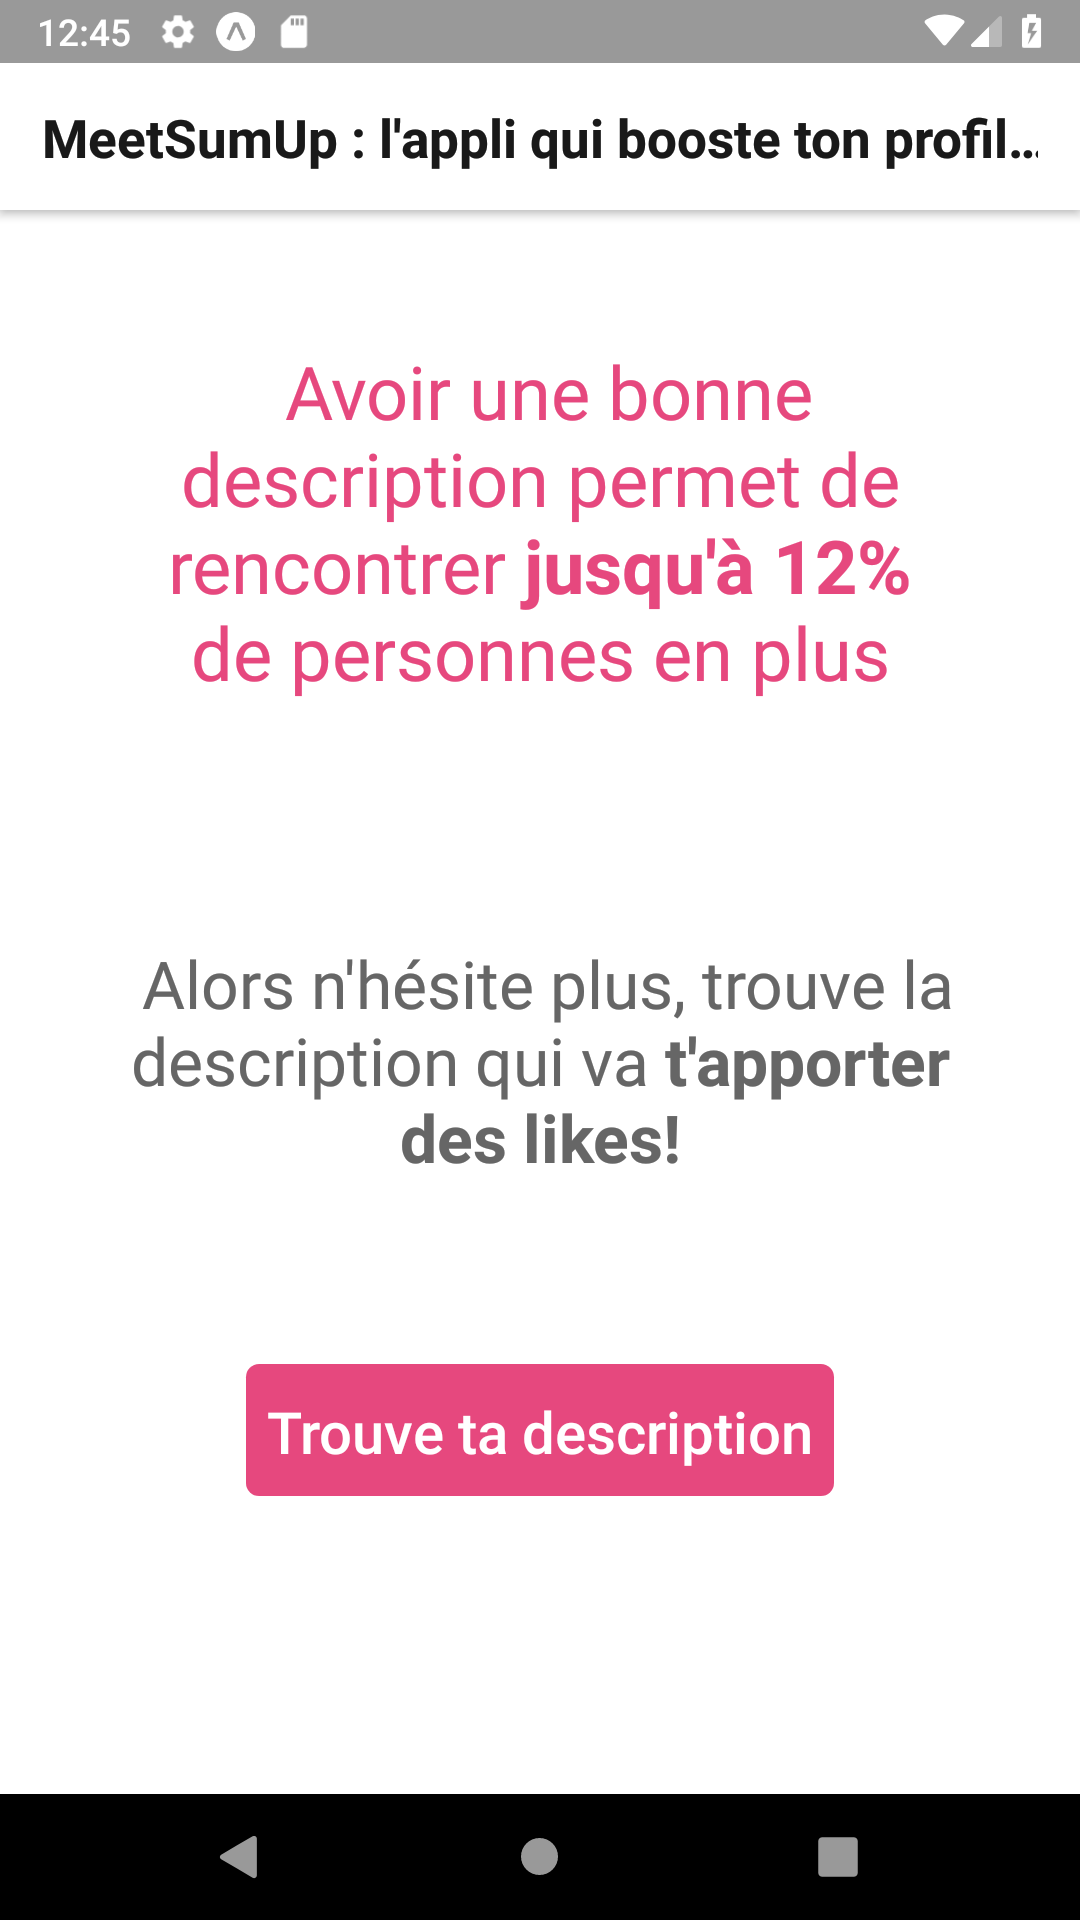 12:45
MeetSumUp : l'appli qui booste ton profil...
Avoir une bonne
description permet de
rencontrer jusqu'à 12%
de personnes en plus
Alors n'hésite plus, trouve la
description qui va t'apporter
des likes!
Trouve ta description